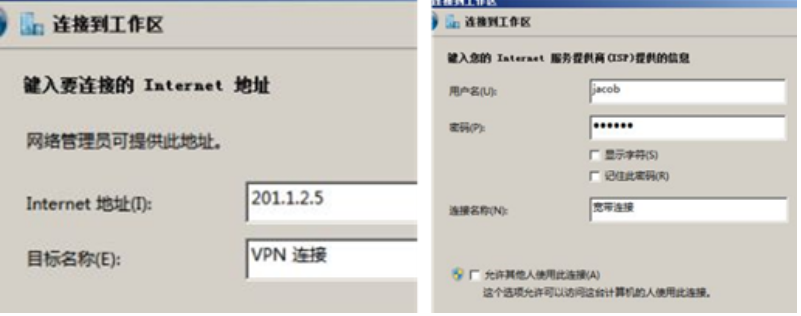 连接到工作区
键入要连接的 Internet 地址
网络管理员可提供此地址。
Internet 地址(I):
201.1.2.5
目标名称(E):
VPN 连接
连接到工作区
连接到工作区
键入您的 Internet 服务提供商(ISP)提供的信息
用户名(U):
jacob
密码(P):
••••••
显示字符(S)
记住此密码(R)
连接名称(N):
宽带连接
允许其他人使用此连接(A)
这个选项允许可以访问这台计算机的人使用此连接。